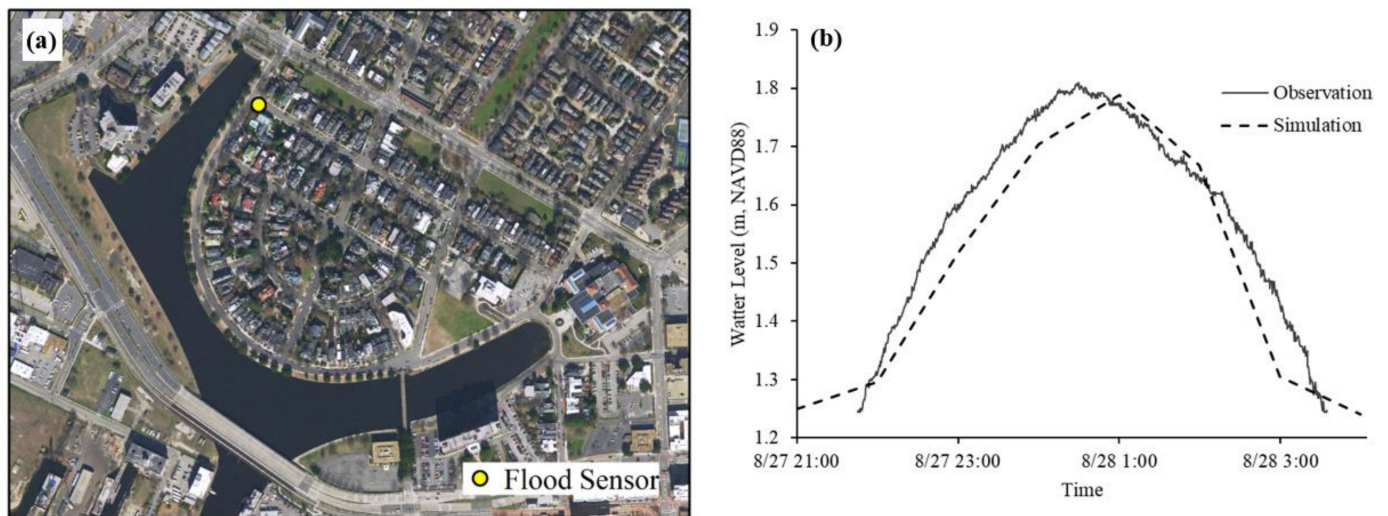 (a)
Flood Sensor
(b)
Watter Level (m, NAVD88)
1.9
1.8
1.7
1.6
1.5
1.4
1.3
1.2
Observation
Simulation
8/27 21:00 8/27 23:00 8/28 1:00 8/28 3:00
Time